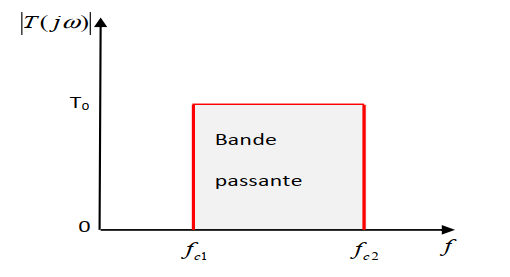 |T(jω)|
T₀
Bande
passante
0
f_c1 f_c2 f